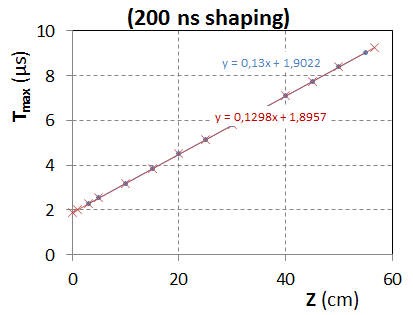 (200 ns shaping)
Tmax (µs)
10
8
6
4
2
0
y = 0,13x + 1,9022
y = 0,1298x + 1,8957
0
20
40
60
Z (cm)